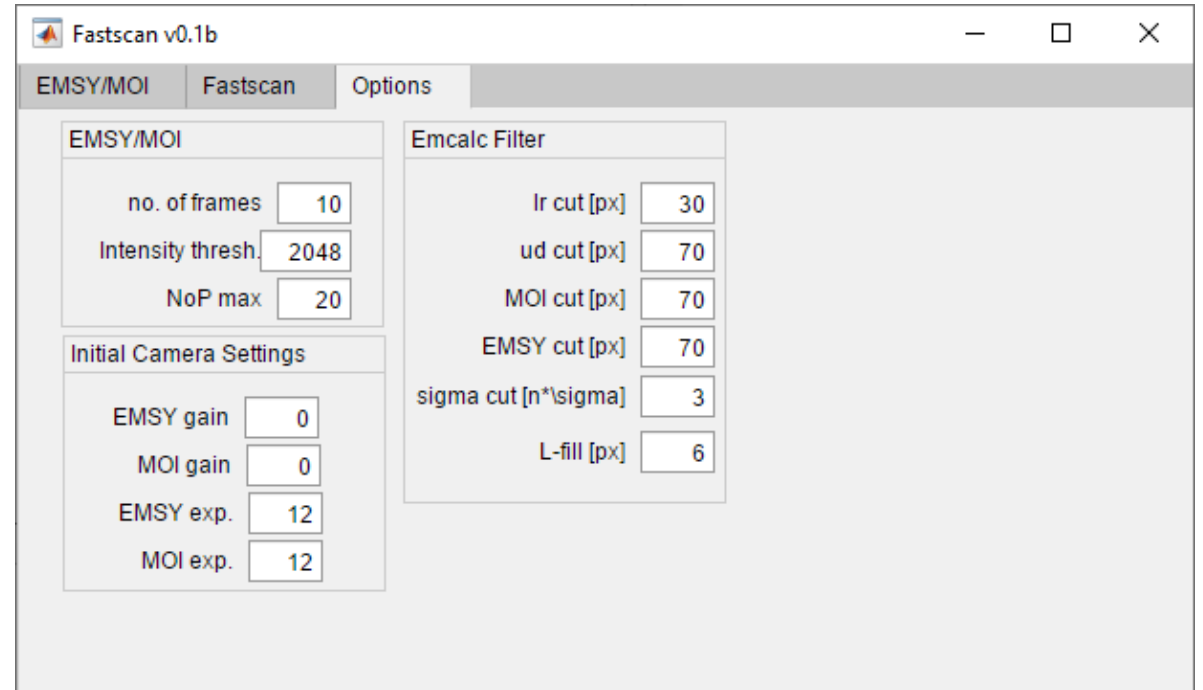 Fastscan v0.1b
EMSY/MOI Fastscan Options
EMSY/MOI
no. of frames 10
Intensity thresh. 2048
NoP max 20
Initial Camera Settings
EMSY gain 0
MOI gain 0
EMSY exp. 12
MOI exp. 12
Emcalc Filter
lr cut [px] 30
ud cut [px] 70
MOI cut [px] 70
EMSY cut [px] 70
sigma cut [n*\sigma] 3
L-fill [px] 6